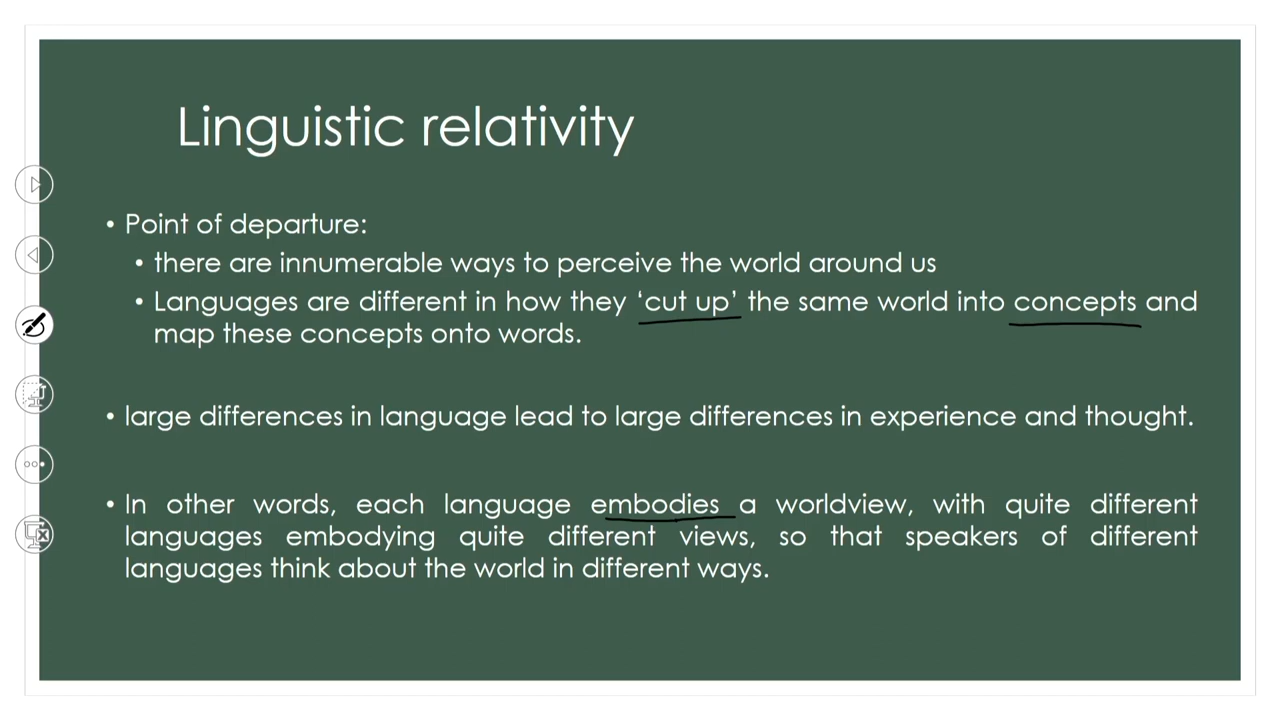 Linguistic relativity
• Point of departure:
• there are innumerable ways to perceive the world around us
• Languages are different in how they ‘cut up’ the same world into concepts and
map these concepts onto words.
• large differences in language lead to large differences in experience and thought.
• In other words, each language embodies a worldview, with quite different
languages embodying quite different views, so that speakers of different
languages think about the world in different ways.